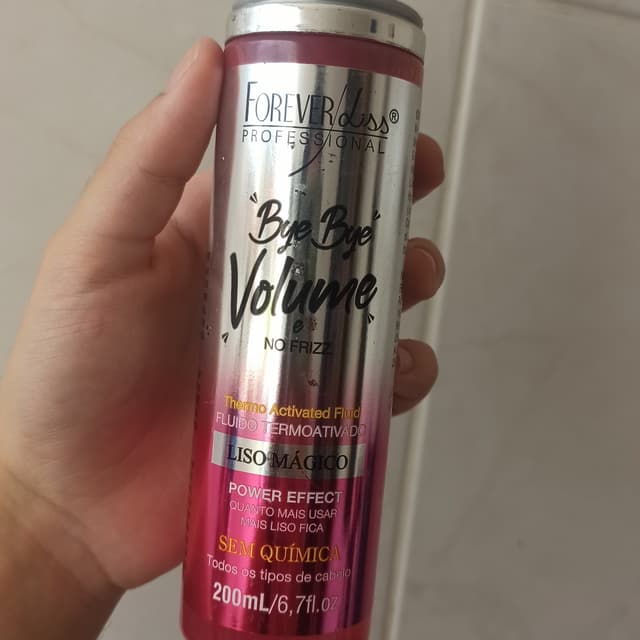 FOREVER Liss®
PROFESSIONAL
"Bye Bye"
Volume
e
NO FRIZZ
Thermo Activated Fluid
FLUIDO TERMOATIVADO
LISO MÁGICO
POWER EFFECT
QUANTO MAIS USAR
MAIS LISO FICA
SEM QUÍMICA
Todos os tipos de cabelo
200mL/6,7fl.oz